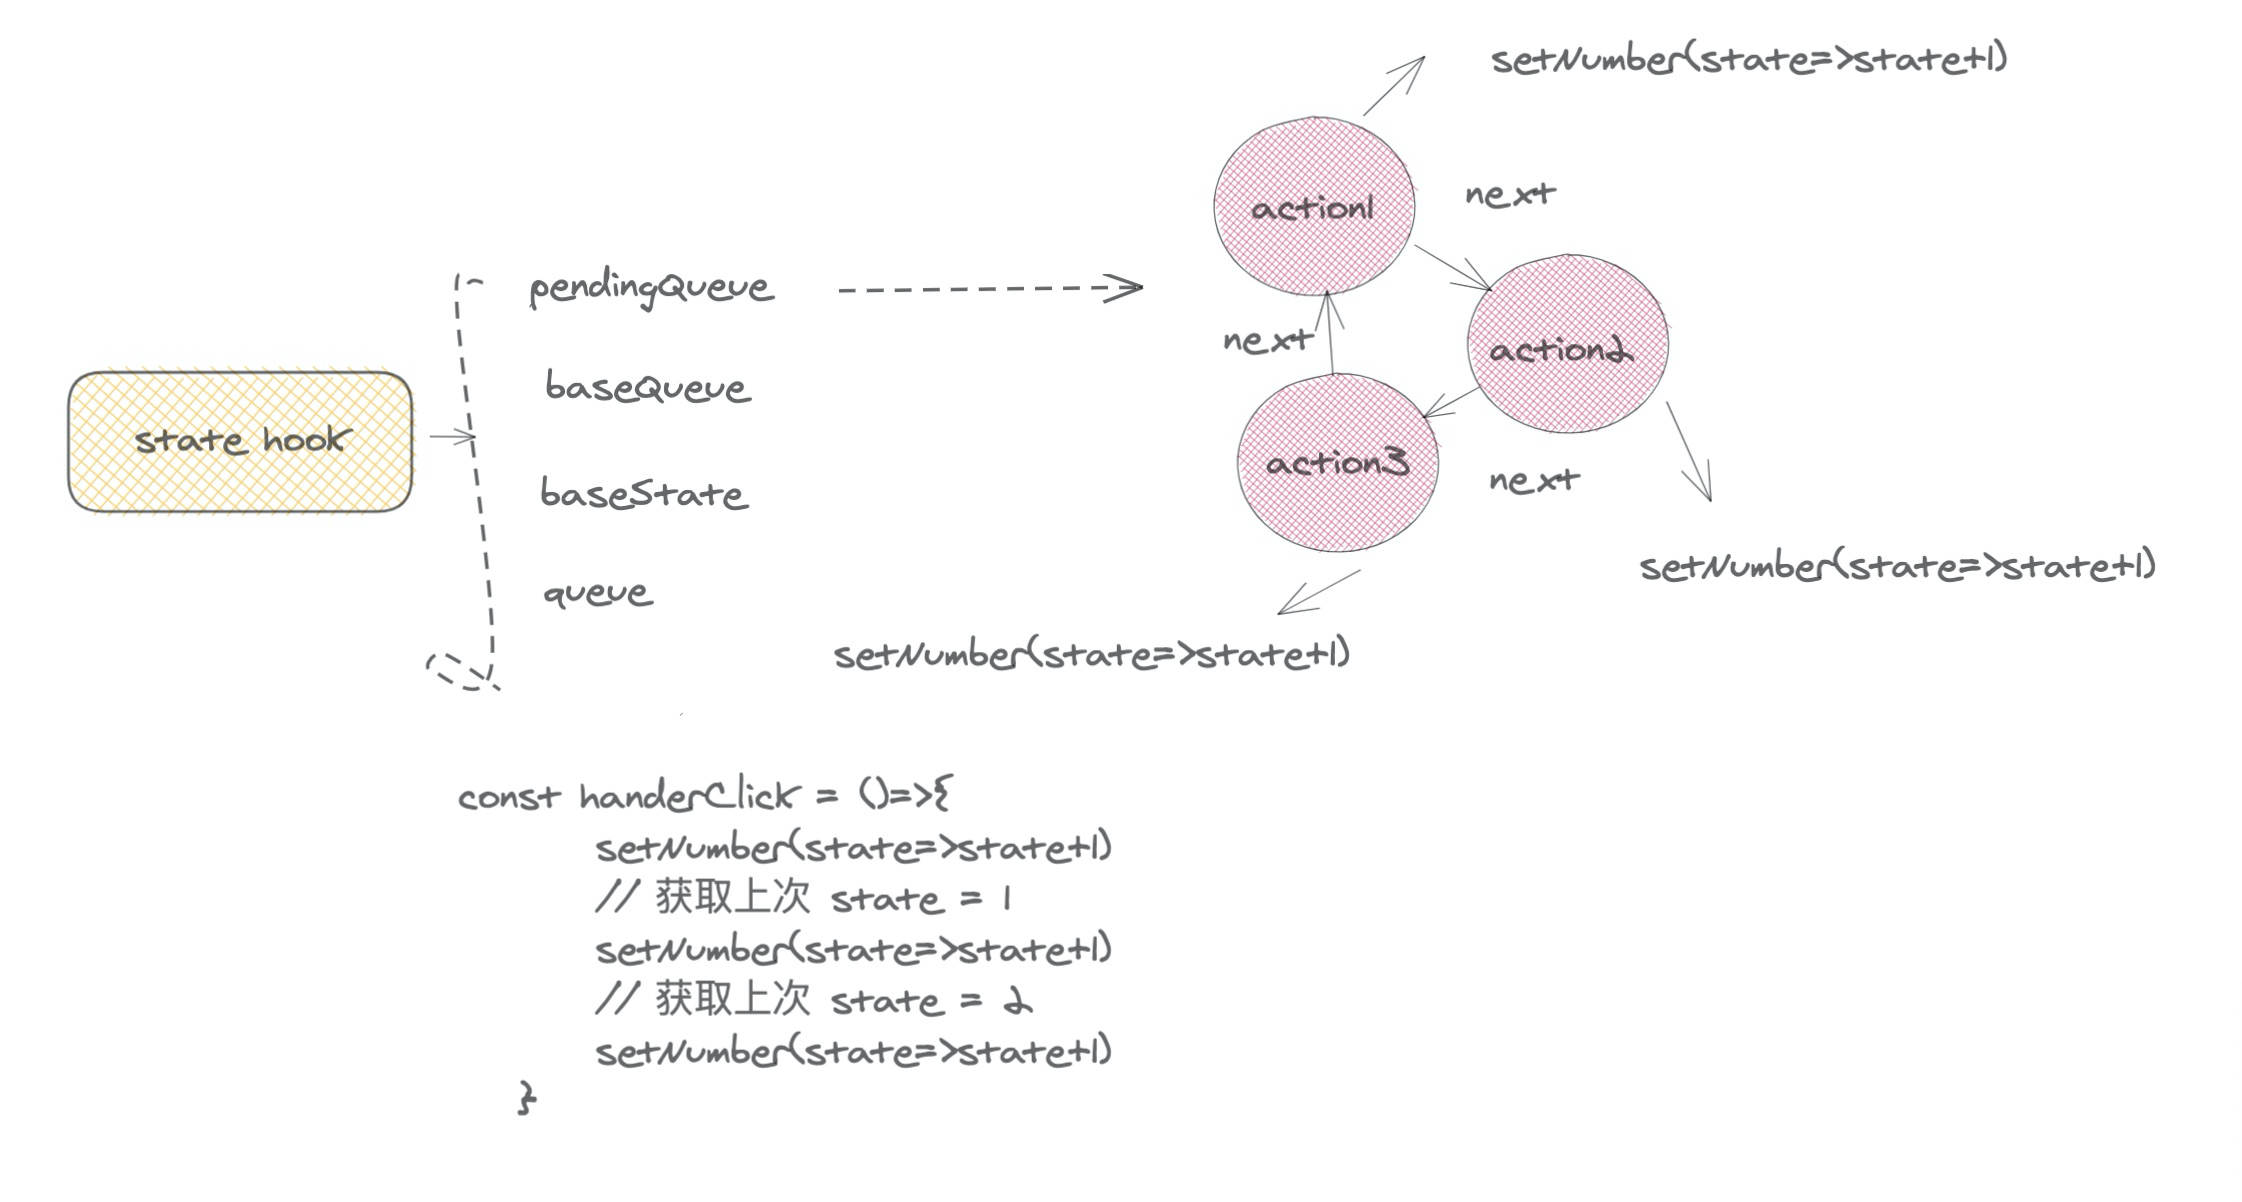 setNumber(state=>state+1)
action1
next
pendingQueue
action2
next
baseQueue
state hook
action3
next
baseState
setNumber(state=>state+1)
queue
setNumber(state=>state+1)
const handerClick = ()=>{
setNumber(state=>state+1)
// 获取上次 state = 1
setNumber(state=>state+1)
// 获取上次 state = 2
setNumber(state=>state+1)
}